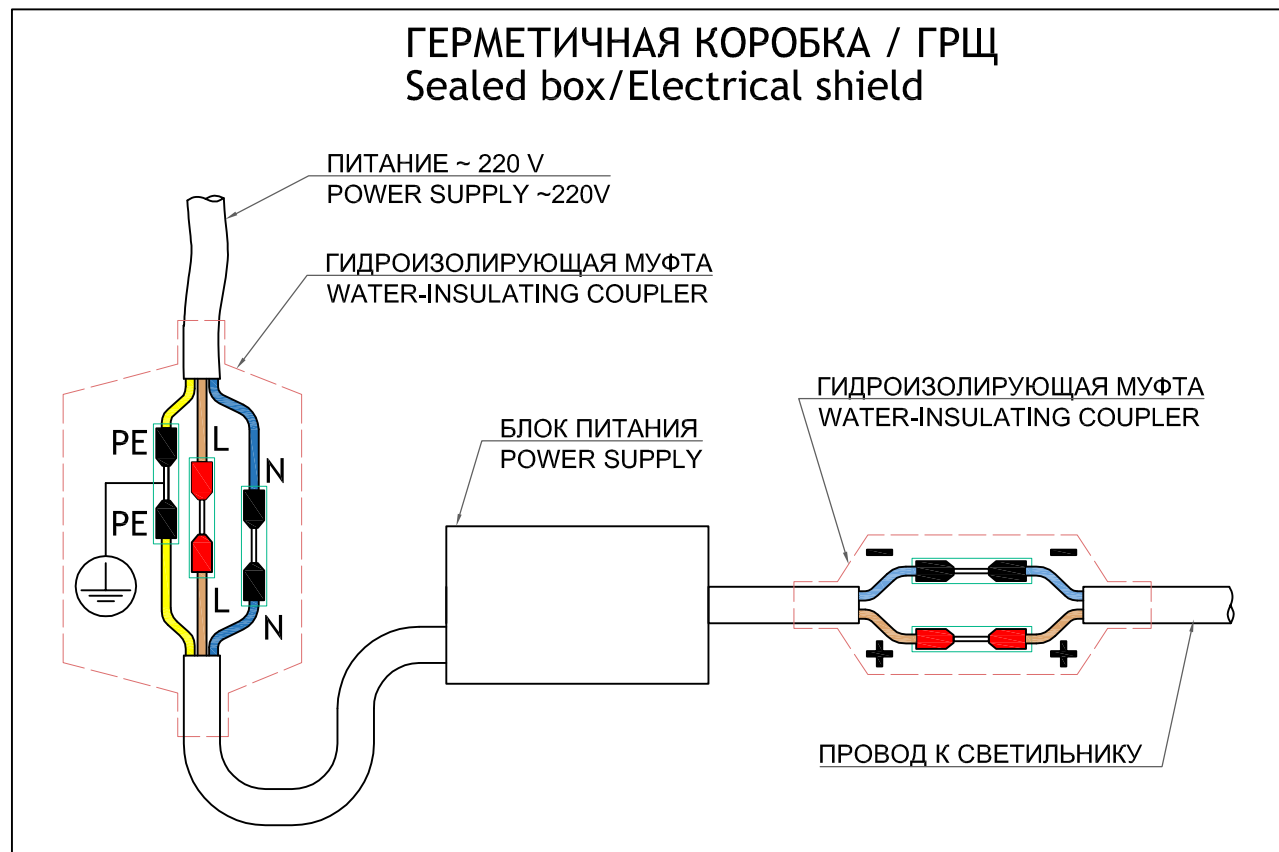 ГЕРМЕТИЧНАЯ КОРОБКА / ГРЩ
Sealed box/Electrical shield
ПИТАНИЕ ~ 220 V
POWER SUPPLY ~220V
ГИДРОИЗОЛИРУЮЩАЯ МУФТА
WATER-INSULATING COUPLER
ГИДРОИЗОЛИРУЮЩАЯ МУФТА
WATER-INSULATING COUPLER
БЛОК ПИТАНИЯ
POWER SUPPLY
PE
L
N
PE
L
N
- -
+ +
ПРОВОД К СВЕТИЛЬНИКУ